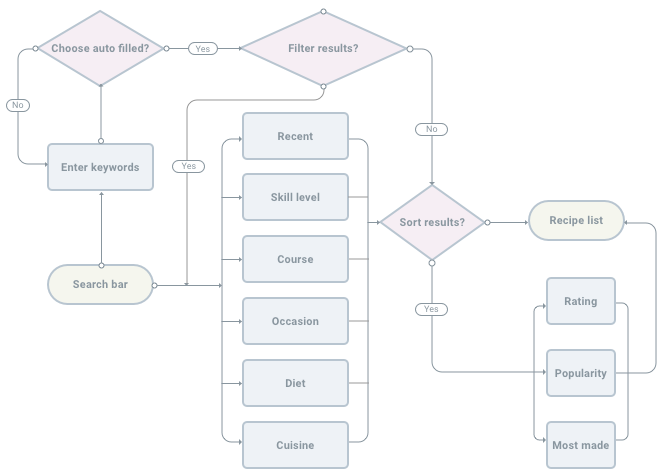 Choose auto filled?
Yes
Filter results?
No
No
Recent
Enter keywords
Yes
Skill level
Sort results?
Recipe list
Course
Search bar
Rating
Yes
Occasion
Popularity
Diet
Cuisine
Most made